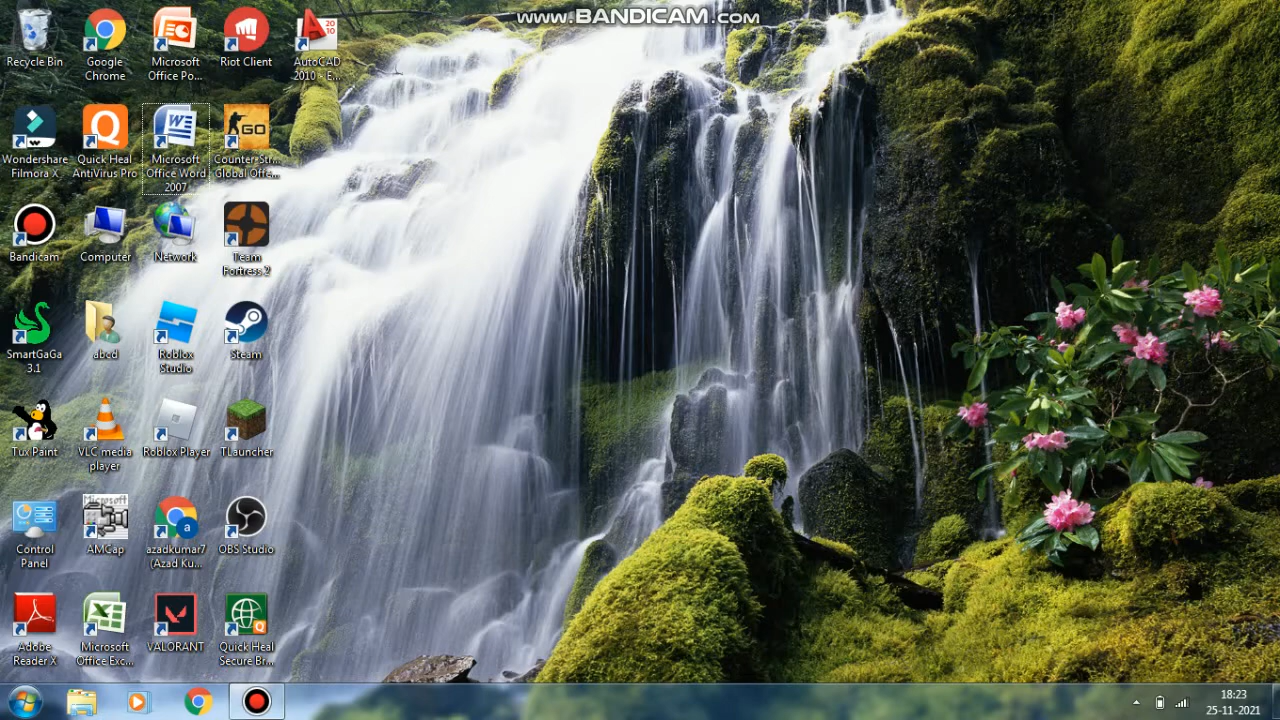 www.BANDICAM.com
Recycle Bin
Google
Chrome
Microsoft
Office Po...
Riot Client
AutoCAD
2010 - E...
2010
Wondershare
Filmora X
Quick Heal
AntiVirus Pro
Microsoft
Office Word
2007
GO
Counter-Str...
Global Offe...
Bandicam
Computer
Network
Team
Fortress 2
SmartGaGa
3.1
abcd
Roblox
Studio
Steam
Tux Paint
VLC media
player
Roblox Player
TLauncher
Control
Panel
Microsoft
AMCap
a
azadkumar7
(Azad Ku...
OBS Studio
Adobe
Reader X
Microsoft
Office Exc...
VALORANT
Quick Heal
Secure Br...
18:23
25-11-2021